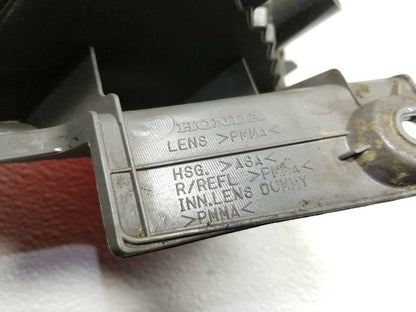 HONDA
LENS >PMMA<
HSG. >ASA<
R/REFL. >PMMA<
INN.LENS DUMMY
>PMMA<